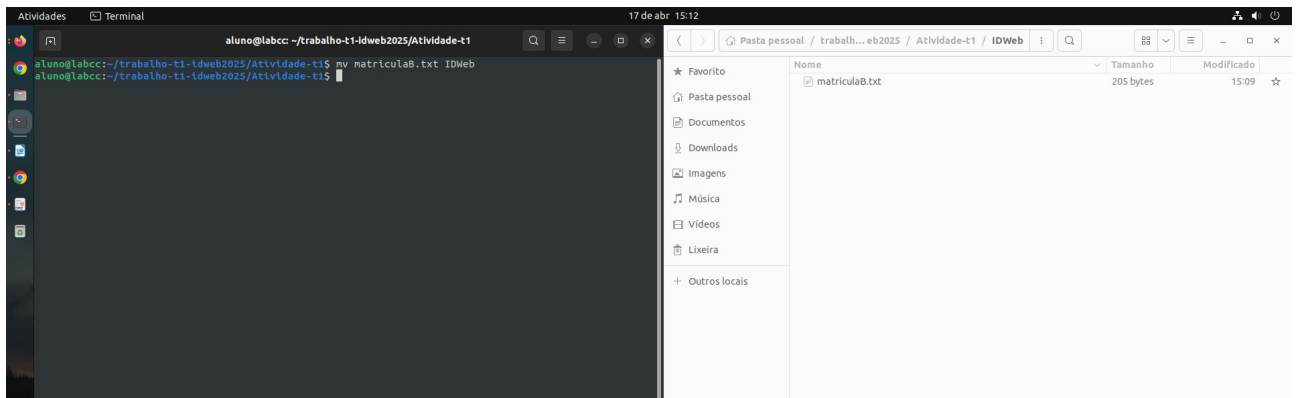 Atividades Terminal 17 de abr 15:12
aluno@labcc: ~/trabalho-t1-idweb2025/Atividade-t1
aluno@labcc:~/trabalho-t1-idweb2025/Atividade-t1$ mv matriculaB.txt IDWeb
aluno@labcc:~/trabalho-t1-idweb2025/Atividade-t1$
Pasta pessoal / trabalh...eb2025 / Atividade-t1 / IDWeb
Favorito
Pasta pessoal
Documentos
Downloads
Imagens
Música
Vídeos
Lixeira
+ Outros locais
Nome Tamanho Modificado
matriculaB.txt 205 bytes 15:09